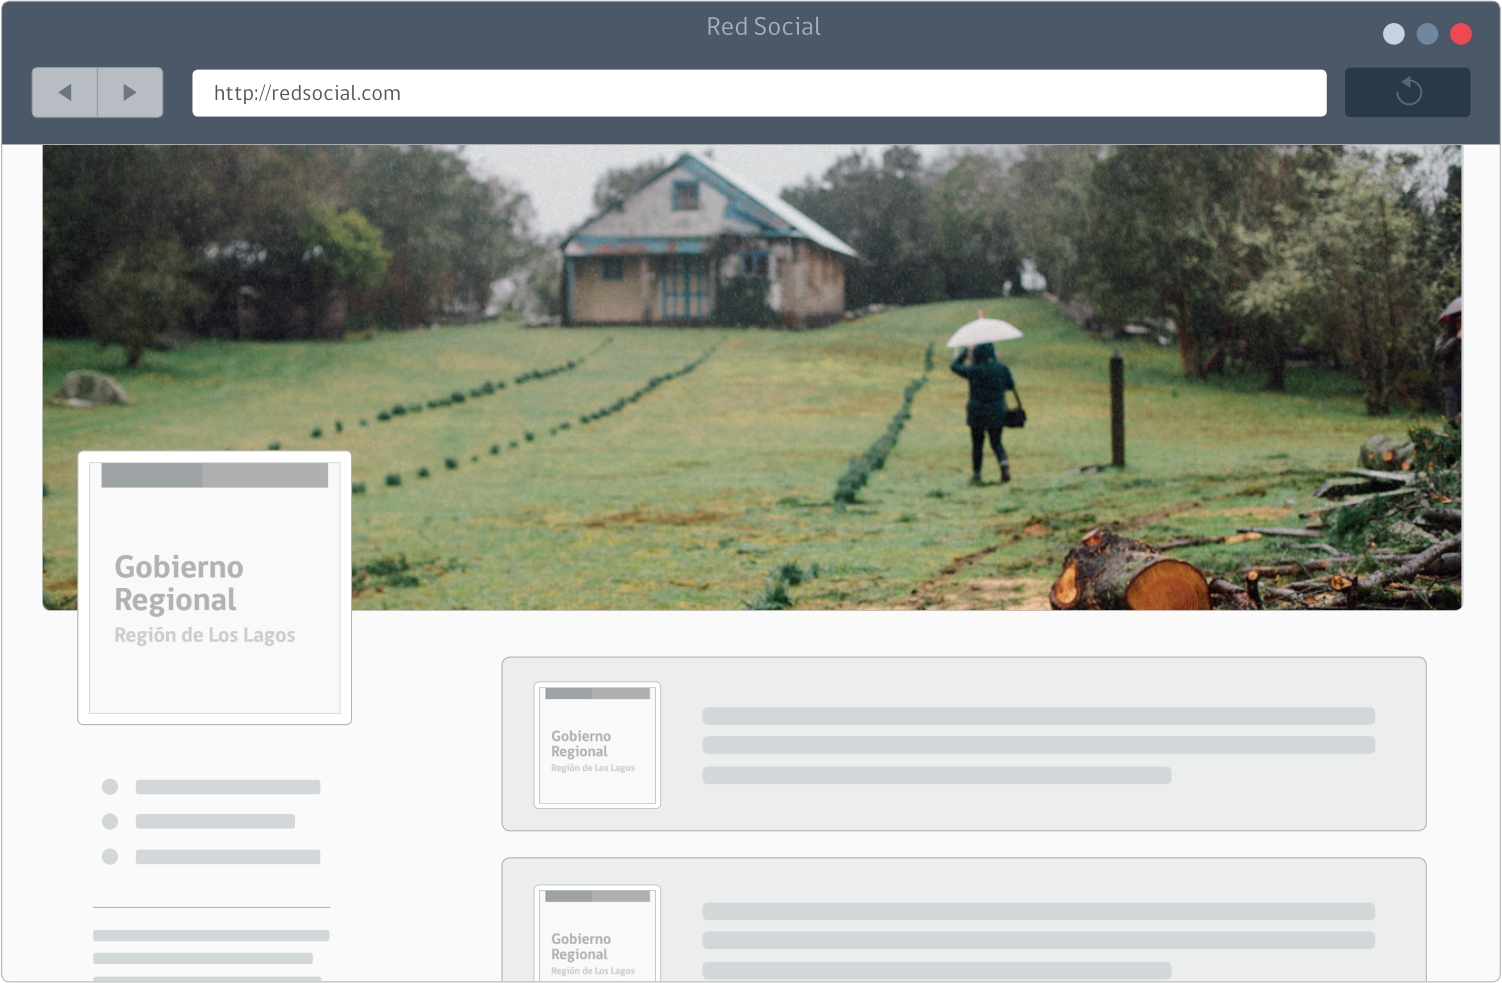 Red Social
http://redsocial.com
Gobierno
Regional
Región de Los Lagos
Gobierno
Regional
Región de Los Lagos
Gobierno
Regional
Región de Los Lagos